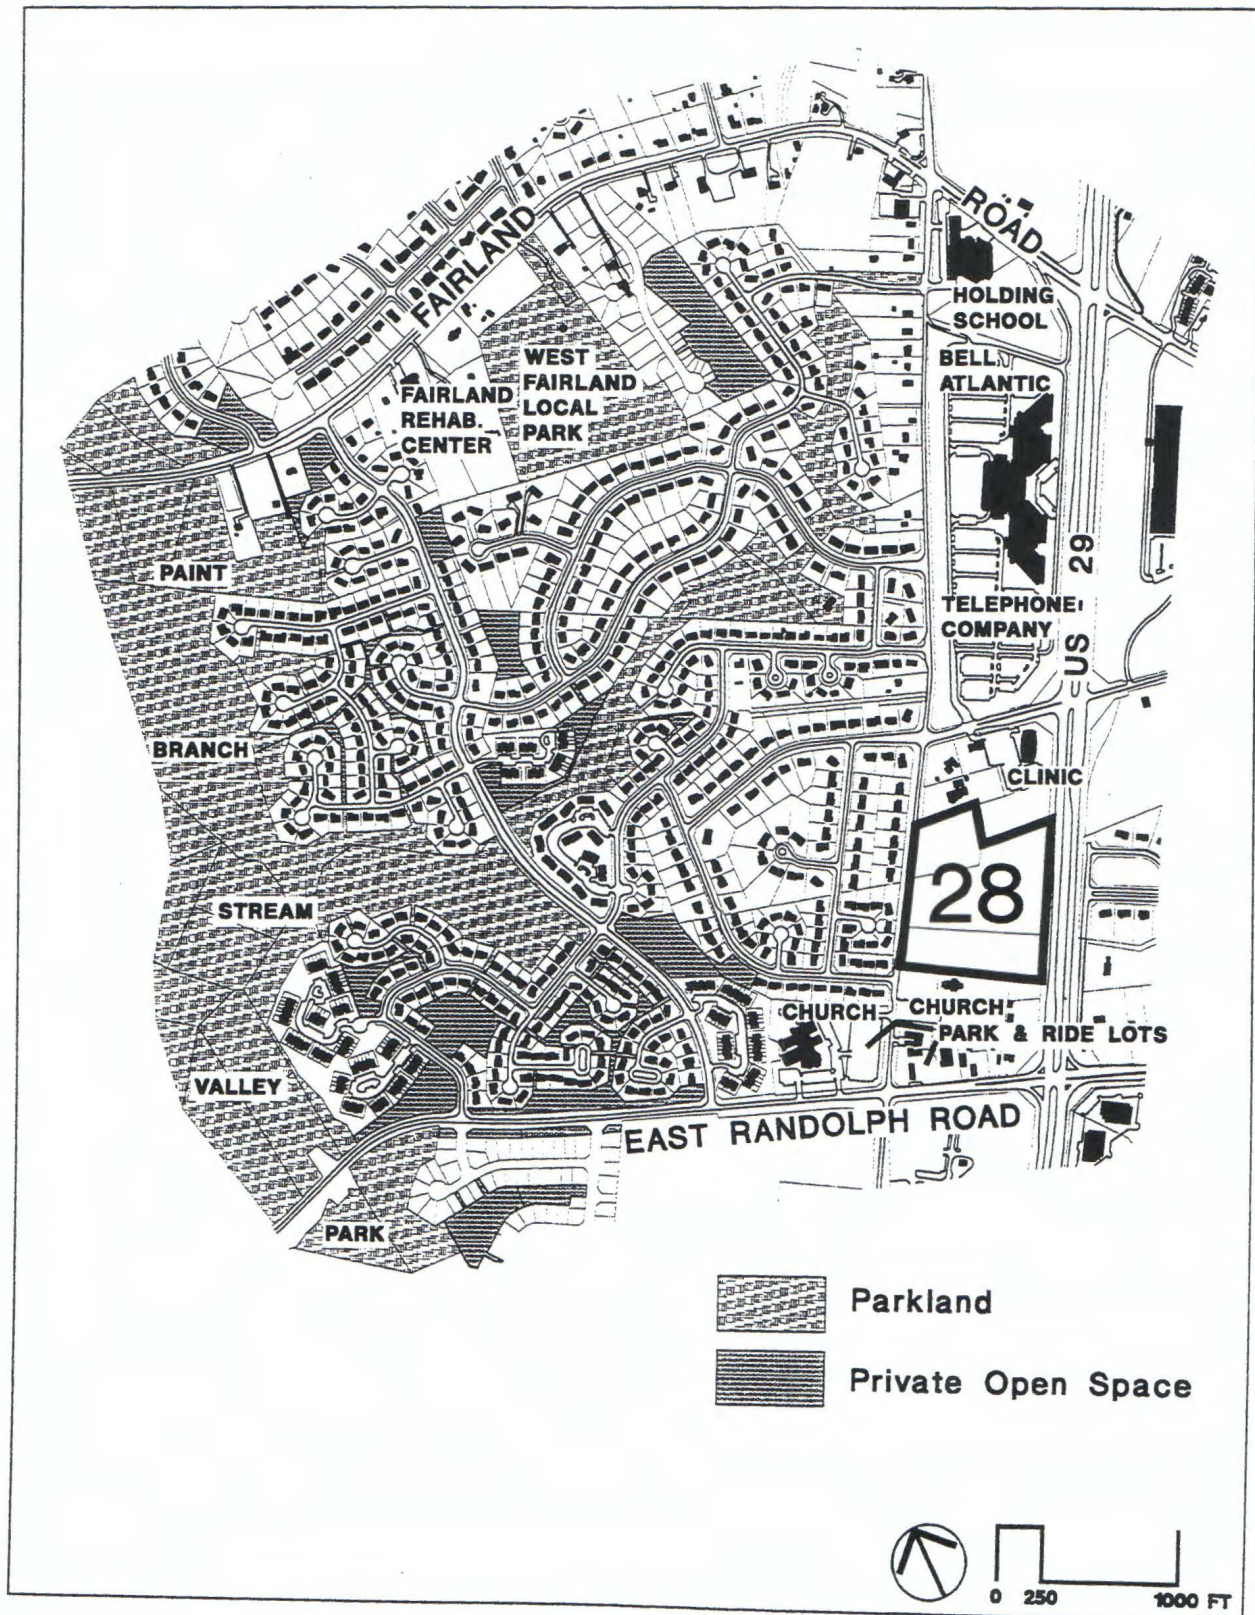 ROAD
FAIRLAND
HOLDING
SCHOOL
WEST
FAIRLAND
LOCAL
PARK
BELL
ATLANTIC
FAIRLAND
REHAB.
CENTER
US 29
PAINT
TELEPHONE
COMPANY
BRANCH
CLINIC
28
STREAM
CHURCH
CHURCH
PARK & RIDE LOTS
VALLEY
EAST RANDOLPH ROAD
PARK
Parkland
Private Open Space
0 250 1000 FT